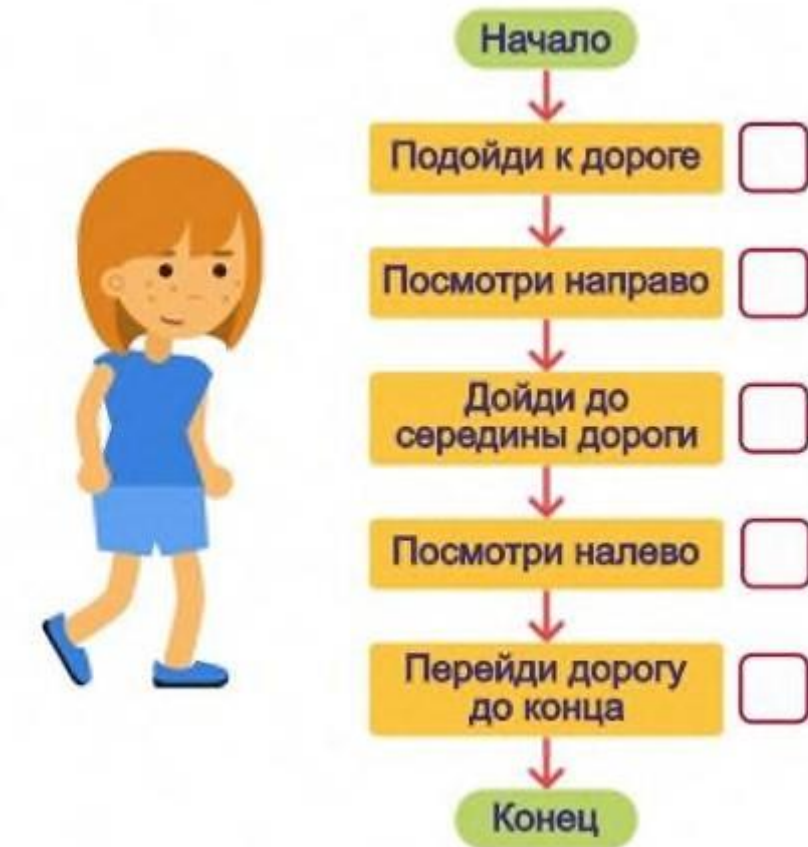 Начало
Подойди к дороге
Посмотри направо
Дойди до
середины дороги
Посмотри налево
Перейди дорогу
до конца
Конец